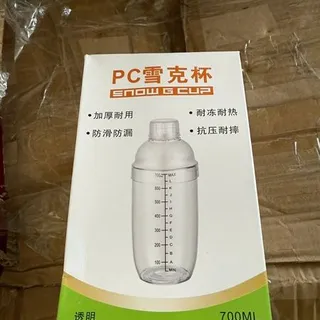 PC雪克杯
SNOW G CUP
• 加厚耐用
• 耐冻耐热
• 防滑防漏
• 抗压耐摔
透明
700ML